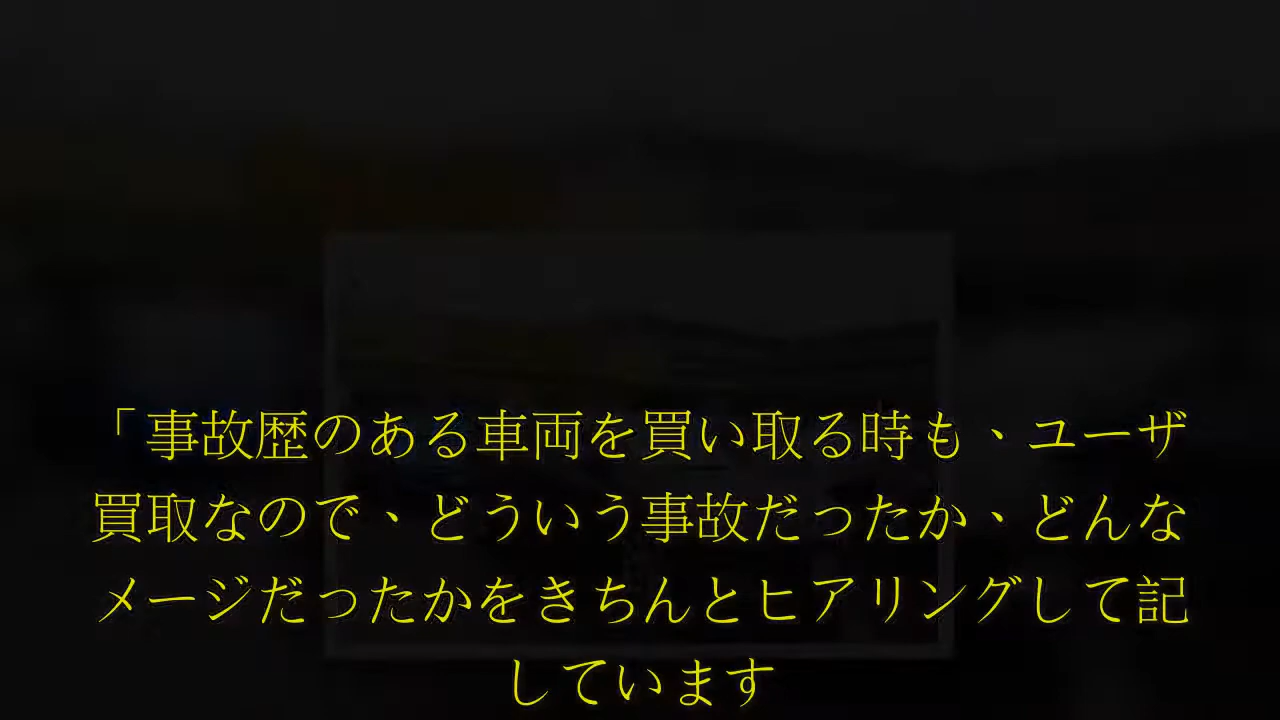 「事故歴のある車両を買い取る時も、ユーザ
買取なので、どういう事故だったか、どんな
メージだったかをきちんとヒアリングして記
しています